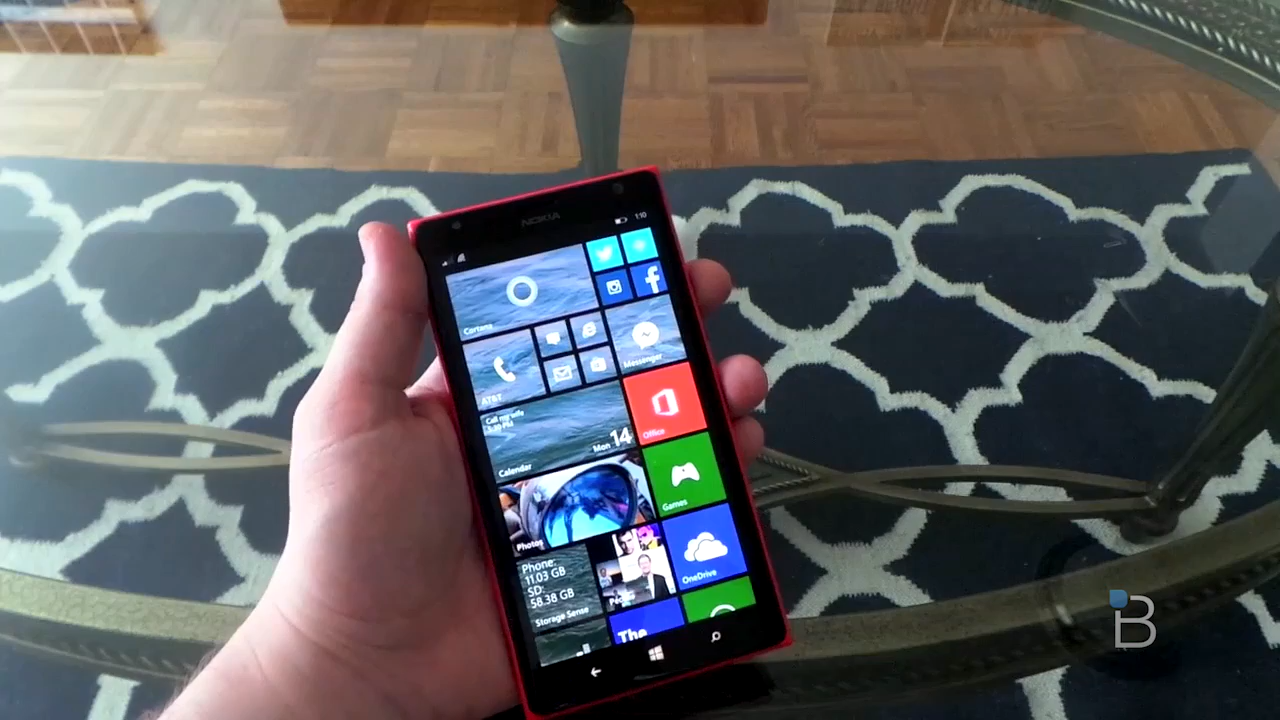 NOKIA
1:10
Cortana
AT&T
Messenger
Call my wife
5:30 PM
Mon 14
Calendar
Office
Games
Photos
Phone:
11.03 GB
SD:
58.38 GB
Storage Sense
OneDrive
The
B